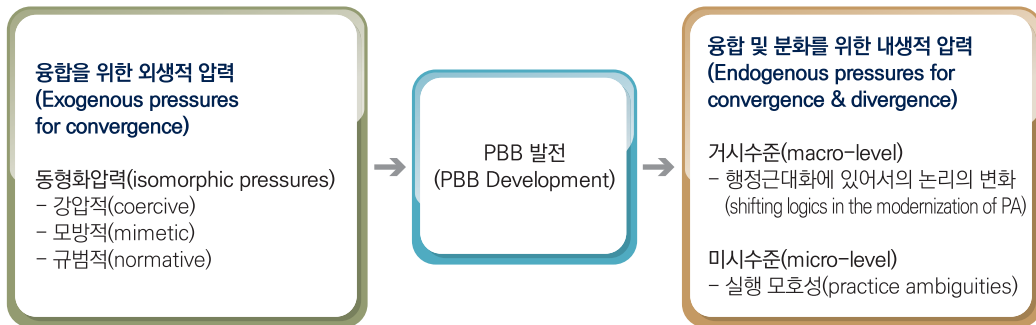 융합을 위한 외생적 압력
(Exogenous pressures
for convergence)
동형화압력(isomorphic pressures)
- 강압적(coercive)
- 모방적(mimetic)
- 규범적(normative)
PBB 발전
(PBB Development)
융합 및 분화를 위한 내생적 압력
(Endogenous pressures for
convergence & divergence)
거시수준(macro-level)
- 행정근대화에 있어서의 논리의 변화
(shifting logics in the modernization of PA)
미시수준(micro-level)
- 실행 모호성(practice ambiguities)